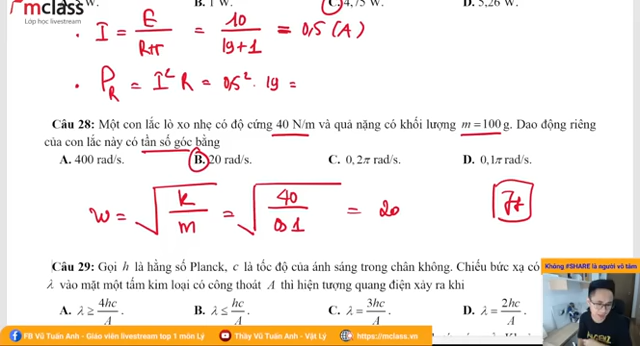 mclass
Lớp học livestream
W.
B. 1 W.
C. 4,75 W.
D. 5,26 W.
• I = E / R+r = 10 / 19+1 = 0,5 (A)
• P_R = I² R = 0,5² . 19 =
Câu 28: Một con lắc lò xo nhẹ có độ cứng 40 N/m và quả nặng có khối lượng m = 100 g. Dao động riêng
của con lắc này có tần số góc bằng
A. 400 rad/s. B. 20 rad/s. C. 0,2π rad/s. D. 0,1π rad/s.
w = √(k/m) = √(40/0,1) = 20
Câu 29: Gọi h là hằng số Planck, c là tốc độ của ánh sáng trong chân không. Chiếu bức xạ có
Không #SHARE là người vô tâm
λ vào mặt một tấm kim loại có công thoát A thì hiện tượng quang điện xảy ra khi
A. λ ≥ 4hc/A. B. λ ≤ hc/A. C. λ = 3hc/A. D. λ = 2hc/A.
FB Vũ Tuấn Anh - Giáo viên livestream top 1 môn Lý
Thầy Vũ Tuấn Anh - Vật Lý
https://mclass.vn